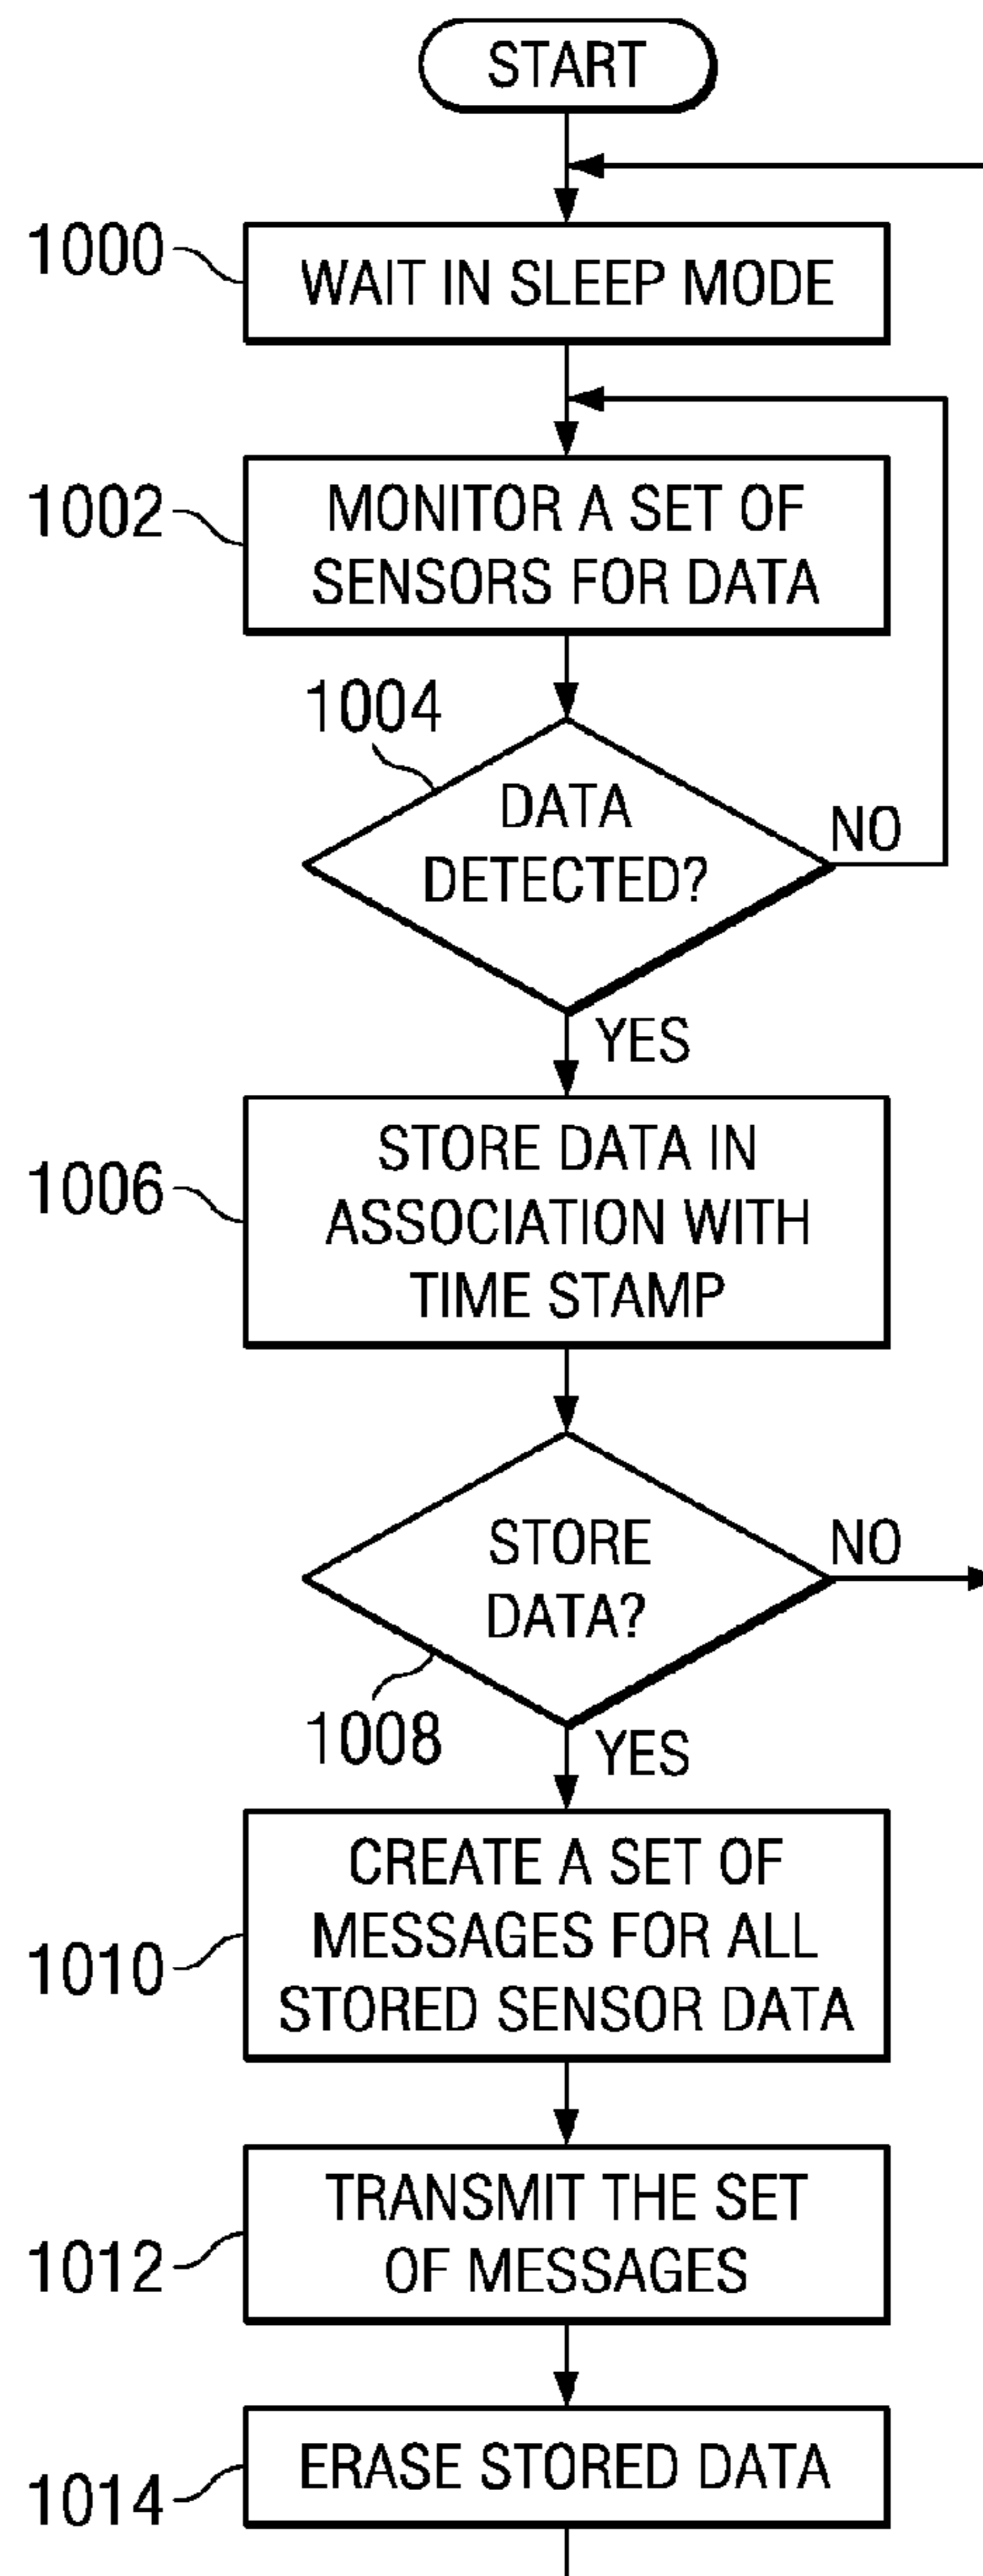 START
1000
WAIT IN SLEEP MODE
1002
MONITOR A SET OF
SENSORS FOR DATA
1004
DATA
DETECTED?
NO
YES
1006
STORE DATA IN
ASSOCIATION WITH
TIME STAMP
STORE
DATA?
NO
1008
YES
1010
CREATE A SET OF
MESSAGES FOR ALL
STORED SENSOR DATA
1012
TRANSMIT THE SET
OF MESSAGES
1014
ERASE STORED DATA